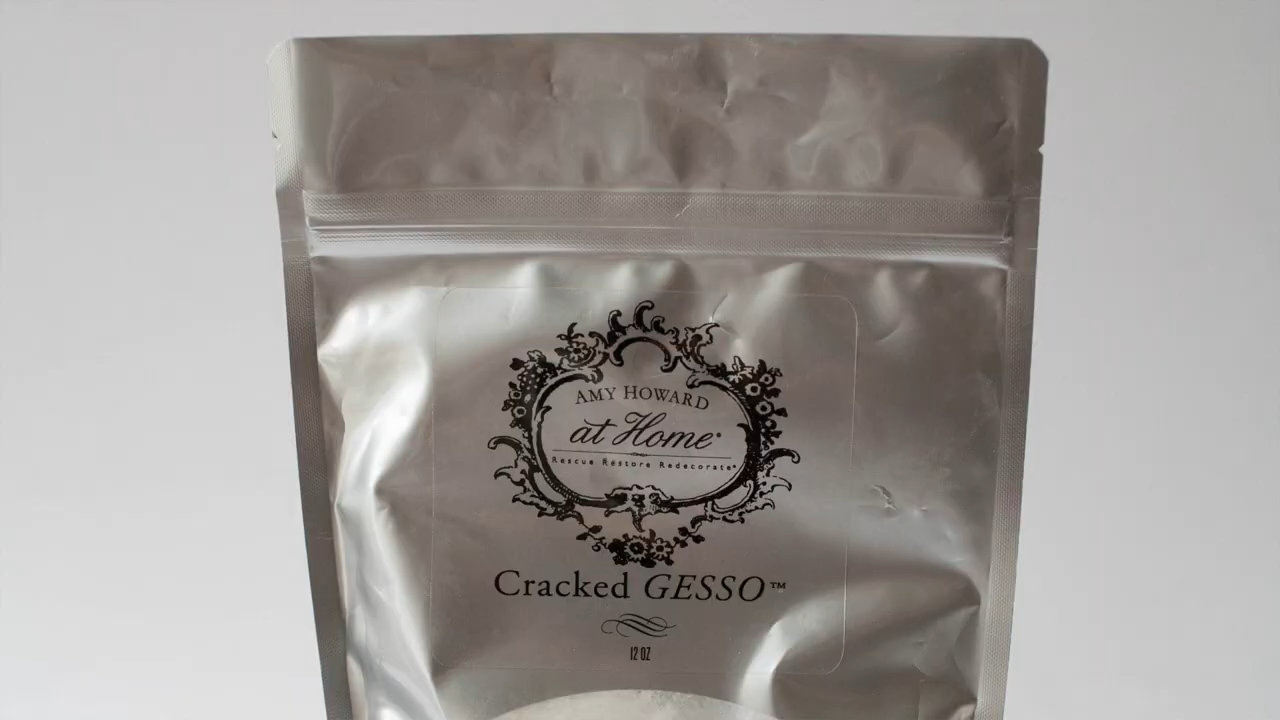 AMY HOWARD
at Home®
Rescue Restore Redecorate®
Cracked GESSO™
12 OZ